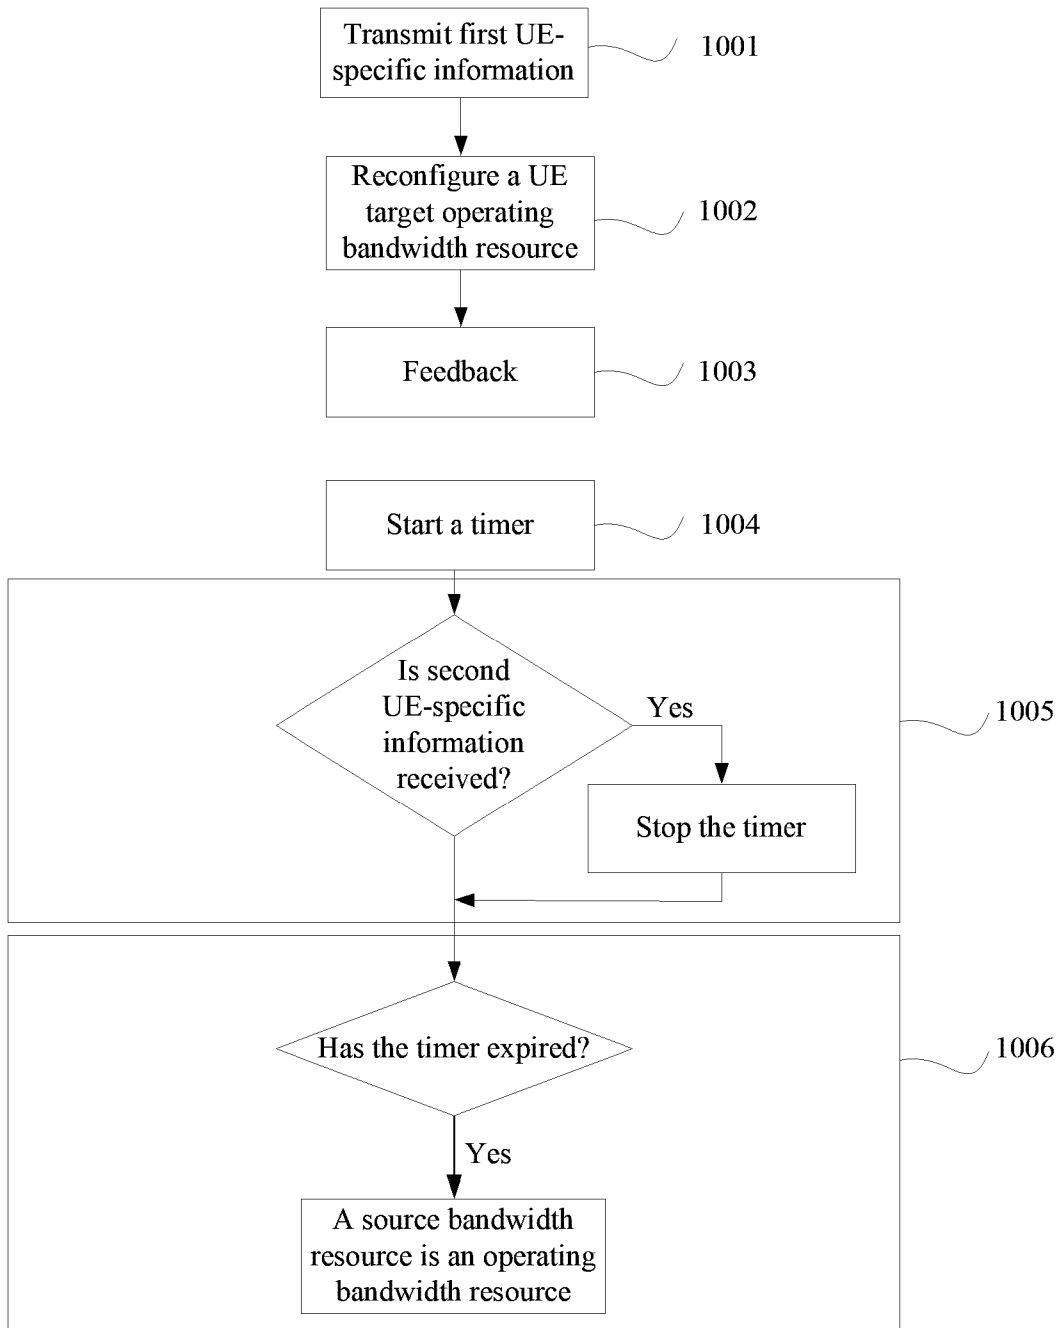 Transmit first UE-
specific information
1001
Reconfigure a UE
target operating
bandwidth resource
1002
Feedback
1003
Start a timer
1004
Is second
UE-specific
information
received?
Yes
Stop the timer
1005
Has the timer expired?
1006
Yes
A source bandwidth
resource is an operating
bandwidth resource